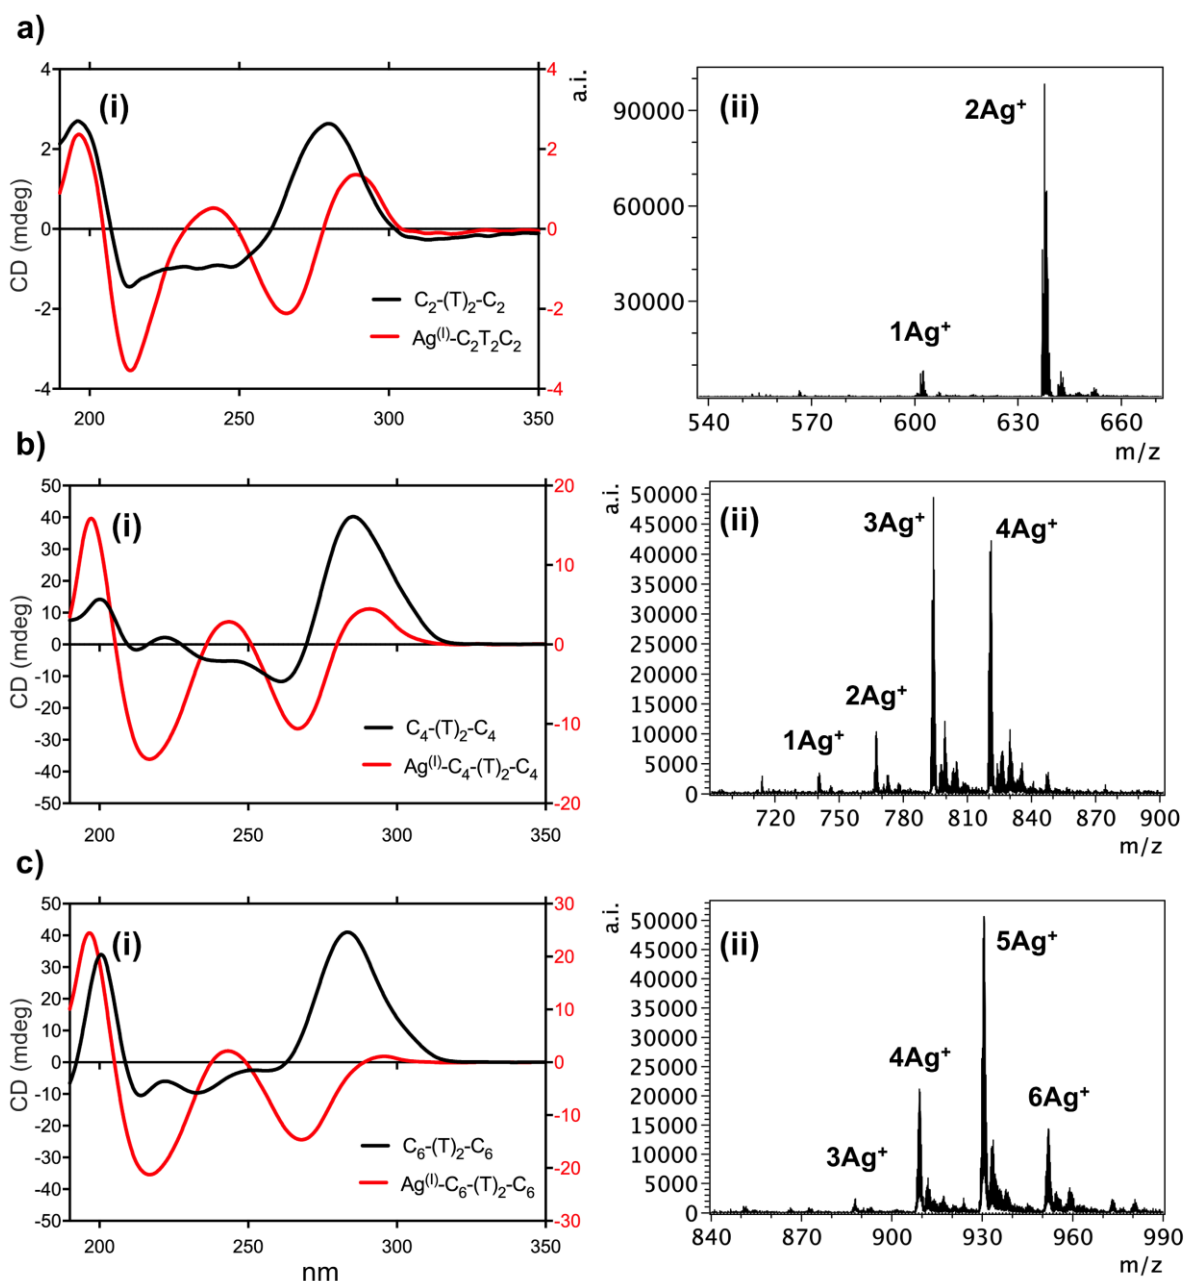 a)
4
2
0
-2
-4
CD (mdeg)
(i)
a.i.
4
2
0
-2
-4
C2-(T)2-C2
Ag(I)-C2T2C2
200
250
300
350
(ii)
90000
60000
30000
1Ag+
2Ag+
540
570
600
630
660
m/z
b)
50
40
30
20
10
0
-10
-20
-30
-40
-50
CD (mdeg)
(i)
20
10
0
-10
-20
C4-(T)2-C4
Ag(I)-C4-(T)2-C4
200
250
300
350
a.i.
(ii)
50000
45000
40000
35000
30000
25000
20000
15000
10000
5000
0
1Ag+
2Ag+
3Ag+
4Ag+
720
750
780
810
840
870
900
m/z
c)
50
40
30
20
10
0
-10
-20
-30
-40
-50
CD (mdeg)
(i)
30
20
10
0
-10
-20
-30
C6-(T)2-C6
Ag(I)-C6-(T)2-C6
200
250
300
350
nm
a.i.
(ii)
50000
45000
40000
35000
30000
25000
20000
15000
10000
5000
0
3Ag+
4Ag+
5Ag+
6Ag+
840
870
900
930
960
990
m/z